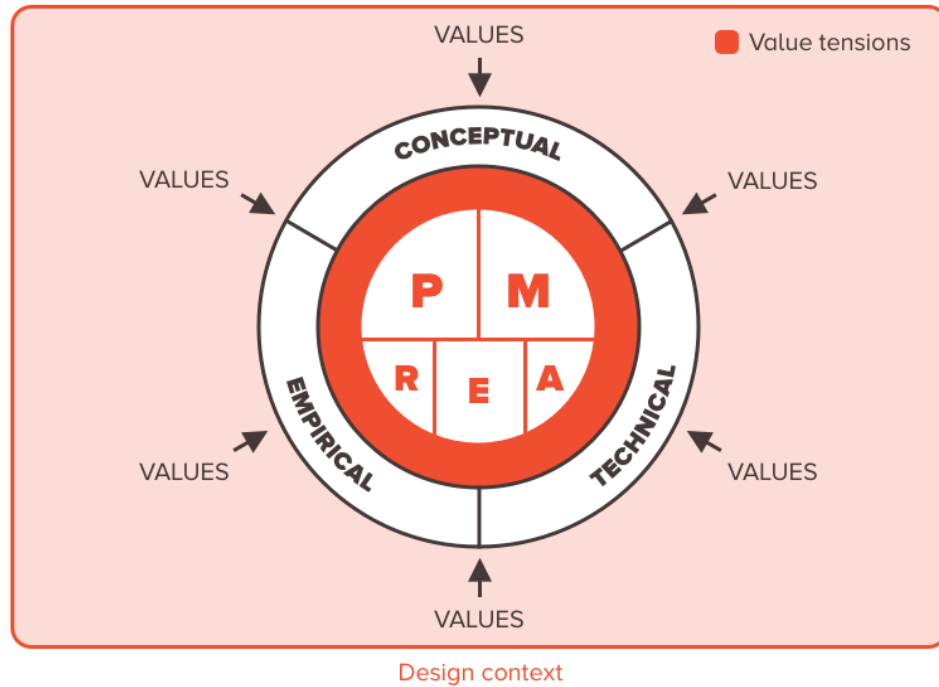 VALUES
Value tensions
CONCEPTUAL
VALUES
VALUES
P
M
R
E
A
EMPIRICAL
TECHNICAL
VALUES
VALUES
VALUES
Design context